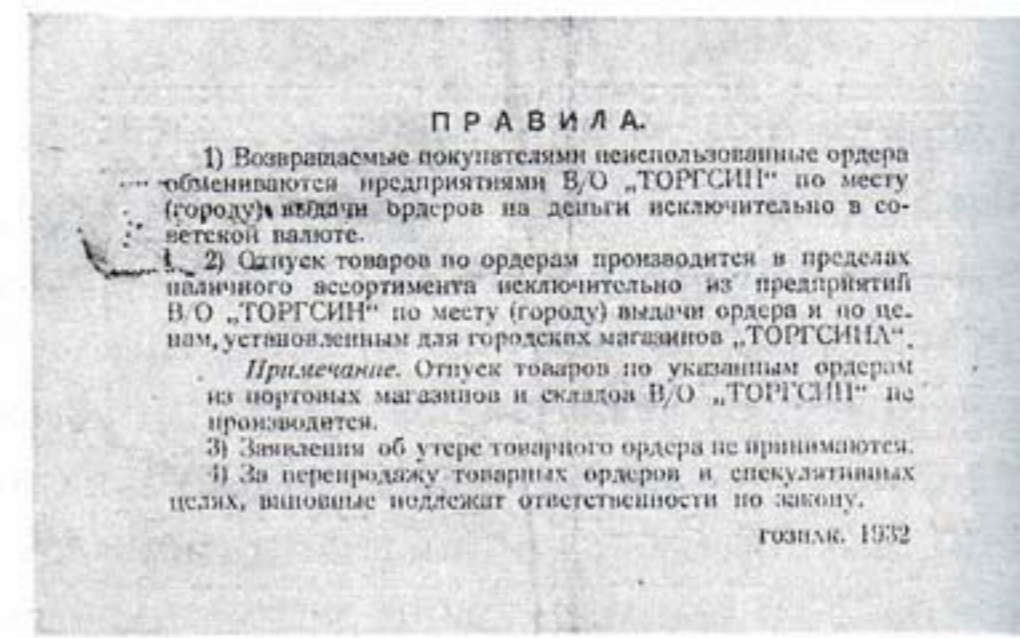 ПРАВИЛА.
1) Возвращаемые покупателями неиспользованные ордера
обмениваются предприятиями В/О „ТОРГСИН“ по месту
(городу) выдачи ордеров на деньги исключительно в со-
ветской валюте.
2) Отпуск товаров по ордерам производится в пределах
наличного ассортимента исключительно из предприятий
В/О „ТОРГСИН“ по месту (городу) выдачи ордера и по це-
нам, установленным для городских магазинов „ТОРГСИНА“.
Примечание. Отпуск товаров по указанным ордерам
из портовых магазинов и складов В/О „ТОРГСИН“ не
производится.
3) Заявления об утере товарного ордера не принимаются.
4) За перепродажу товарных ордеров в спекулятивных
целях, виновные подлежат ответственности по закону.
ГОЗНАК. 1932